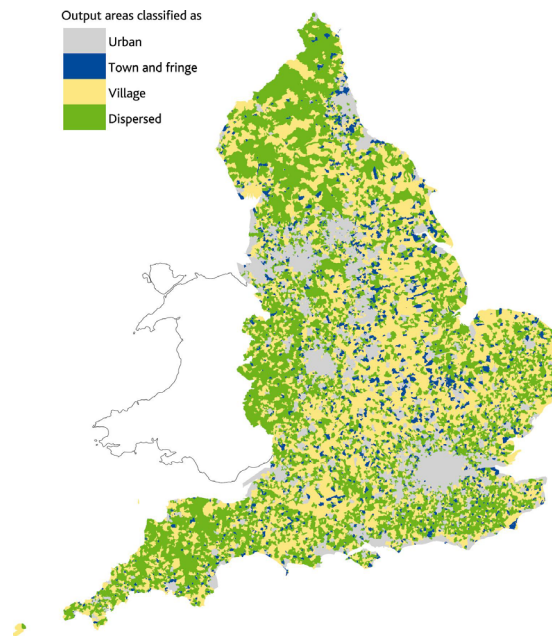 Output areas classified as
Urban
Town and fringe
Village
Dispersed